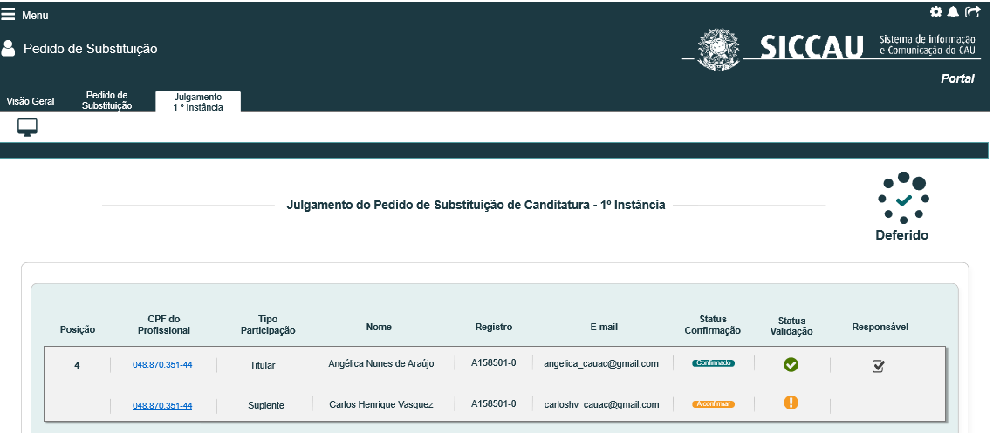 Menu
Pedido de Substituição
SICCAU
Sistema de informação
e Comunicação do CAU
Portal
Visão Geral
Pedido de
Substituição
Julgamento
1 º Instância
Julgamento do Pedido de Substituição de Canditatura - 1º Instância
Deferido
Posição
CPF do
Profissional
Tipo
Participação
Nome
Registro
E-mail
Status
Confirmação
Status
Validação
Responsável
4 048.870.351-44 Titular Angélica Nunes de Araújo A158501-0 angelica_cauac@gmail.com Confirmado
048.870.351-44 Suplente Carlos Henrique Vasquez A158501-0 carloshv_cauac@gmail.com A confirmar